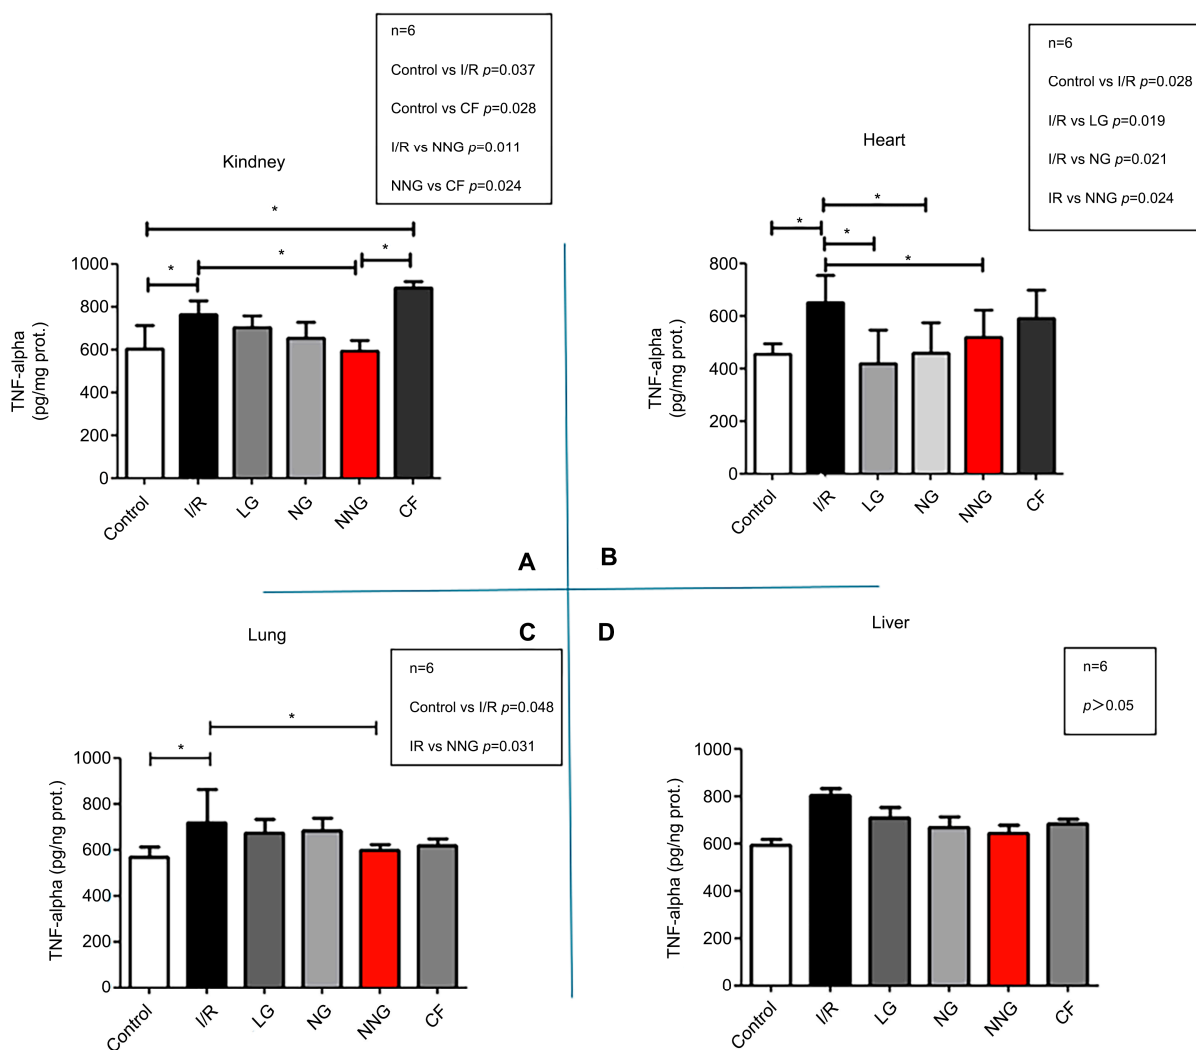 Kindney
n=6
Control vs I/R p=0.037
Control vs CF p=0.028
I/R vs NNG p=0.011
NNG vs CF p=0.024
*
*
*
*
TNF-alpha
(pg/mg prot.)
1000
800
600
400
200
0
Control
I/R
LG
NG
NNG
CF
A
Heart
n=6
Control vs I/R p=0.028
I/R vs LG p=0.019
I/R vs NG p=0.021
IR vs NNG p=0.024
*
*
*
*
TNF-alpha
(pg/mg prot.)
800
600
400
200
0
Control
I/R
LG
NG
NNG
CF
B
Lung
C
n=6
Control vs I/R p=0.048
IR vs NNG p=0.031
*
*
TNF-alpha (pg/ng prot.)
1000
800
600
400
200
0
Control
I/R
LG
NG
NNG
CF
D
Liver
n=6
p>0.05
TNF-alpha (pg/ng prot.)
1000
800
600
400
200
0
Control
I/R
LG
NG
NNG
CF